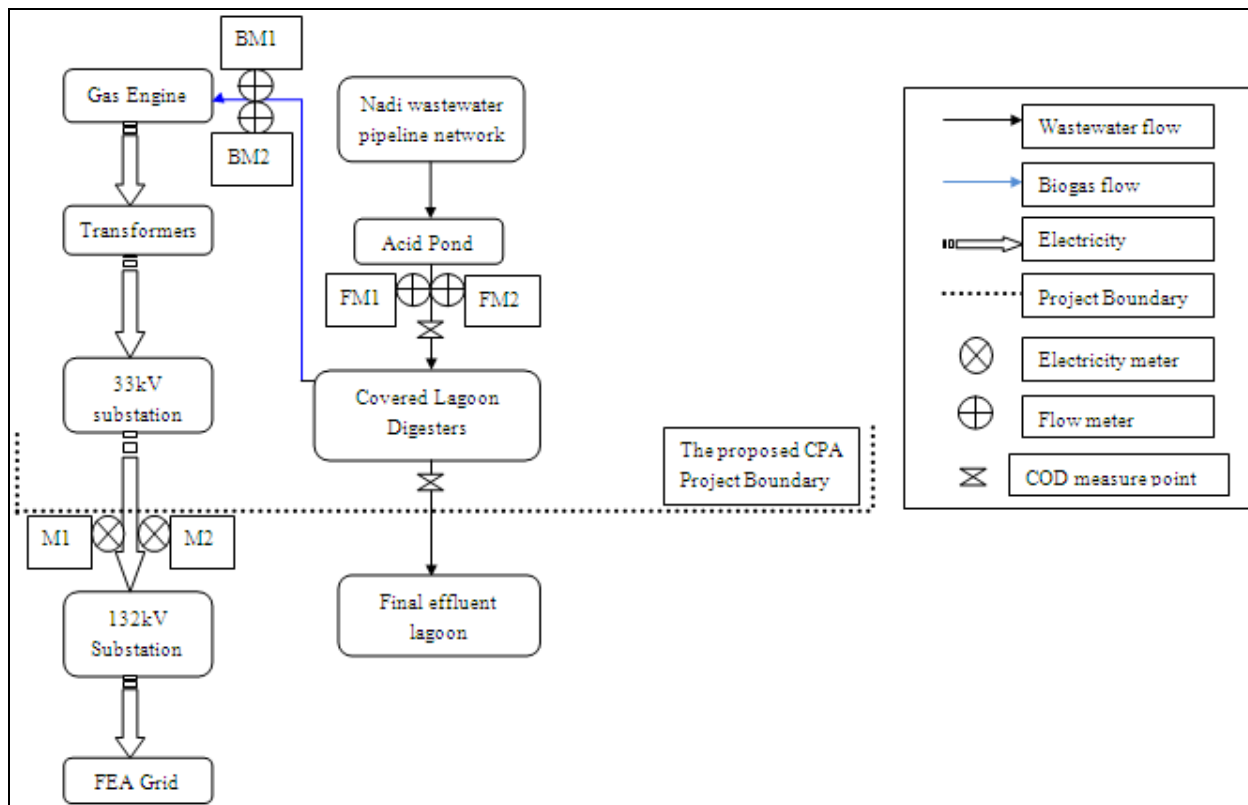 BM1
Gas Engine
BM2
Nadi wastewater
pipeline network
Transformers
Acid Pond
FM1
FM2
33kV
substation
Covered Lagoon
Digesters
The proposed CPA
Project Boundary
M1
M2
132kV
Substation
Final effluent
lagoon
FEA Grid
Wastewater flow
Biogas flow
Electricity
Project Boundary
Electricity meter
Flow meter
COD measure point